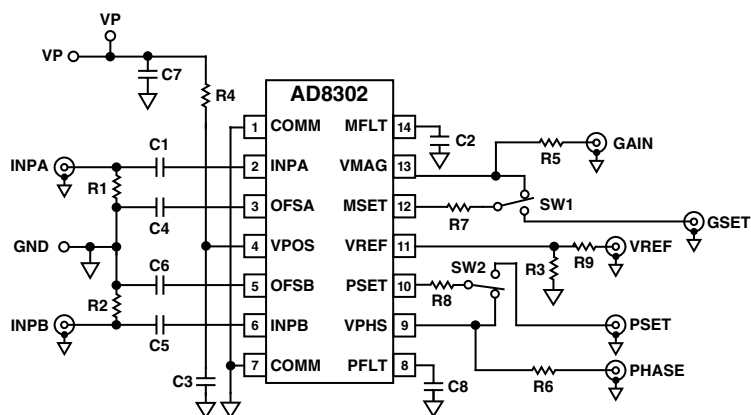 VP
VP
C7
R4
AD8302
1 COMM MFLT 14
C2
GAIN
R5
INPA
C1
2 INPA VMAG 13
R1
C4
3 OFSA MSET 12
R7
SW1
GSET
GND
4 VPOS VREF 11
R3
R9
VREF
C6
SW2
5 OFSB PSET 10
R8
R2
INPB
C5
6 INPB VPHS 9
PSET
C3
7 COMM PFLT 8
C8
R6
PHASE